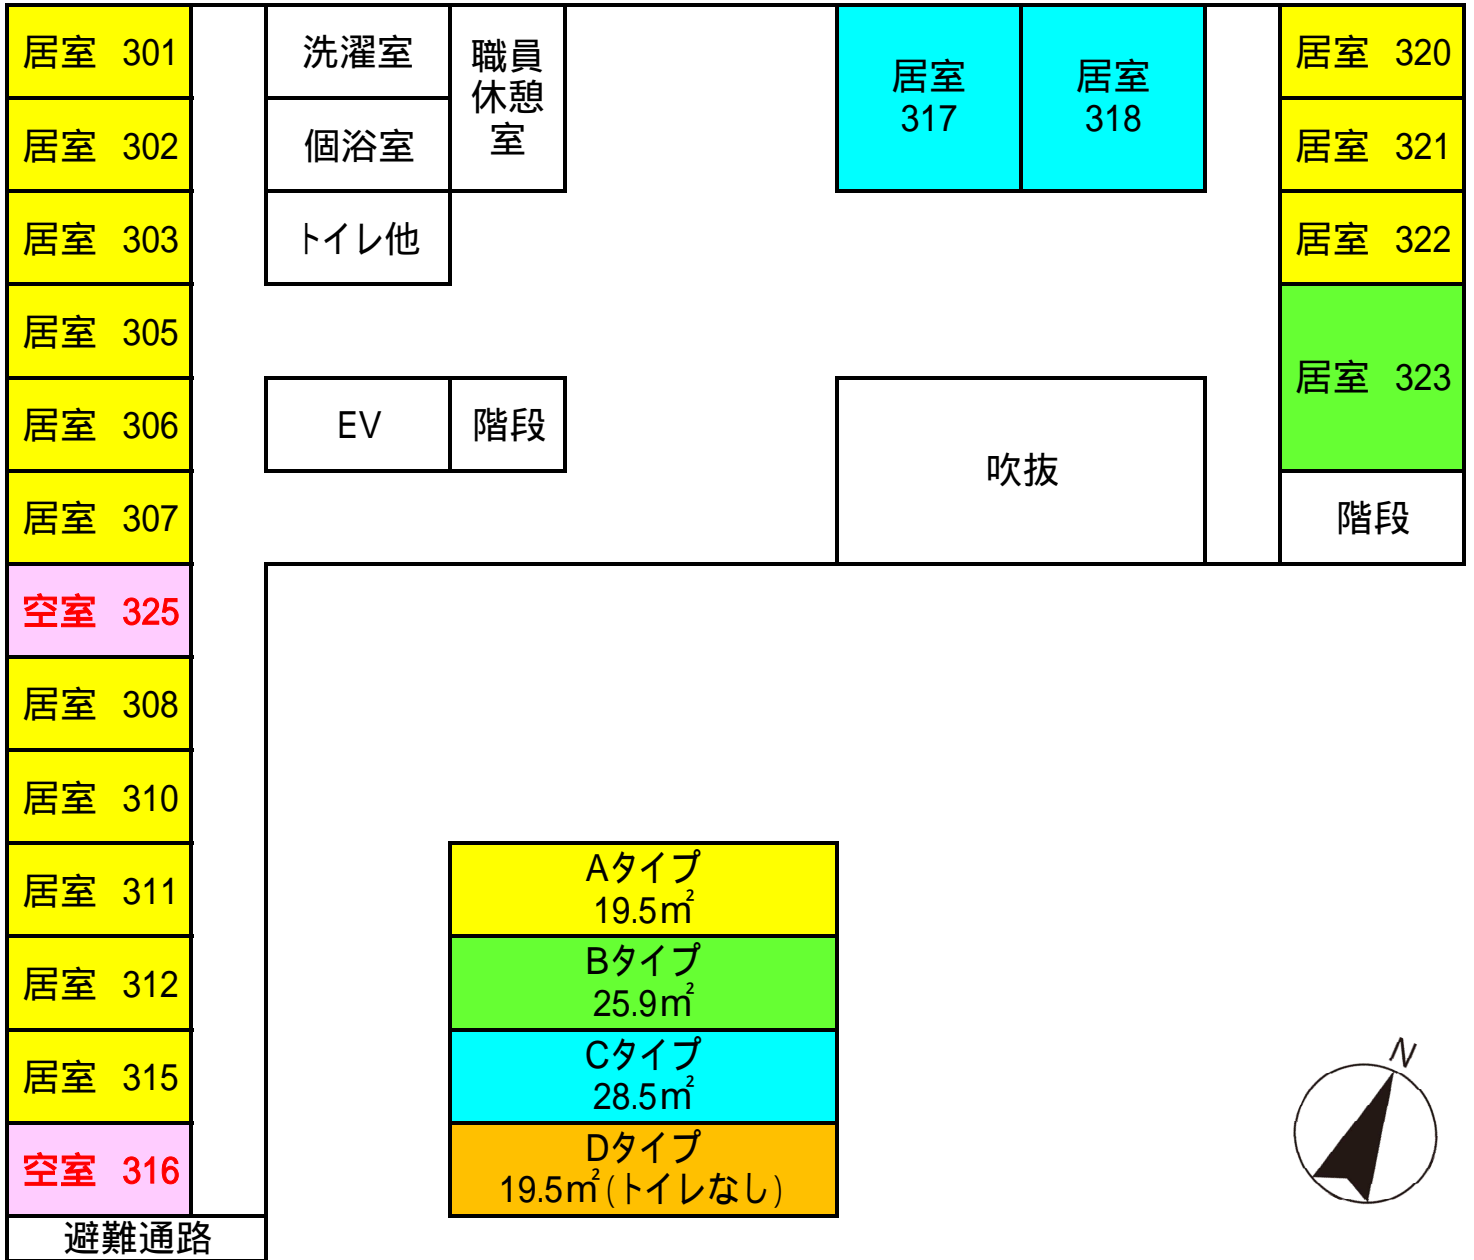 居室 301
居室 302
居室 303
居室 305
居室 306
居室 307
空室 325
居室 308
居室 310
居室 311
居室 312
居室 315
空室 316
避難通路
洗濯室
個浴室
トイレ他
職員
休憩
室
EV
階段
居室
317
居室
318
吹抜
居室 320
居室 321
居室 322
居室 323
階段
Aタイプ
19.5㎡
Bタイプ
25.9㎡
Cタイプ
28.5㎡
Dタイプ
19.5㎡(トイレなし)
N